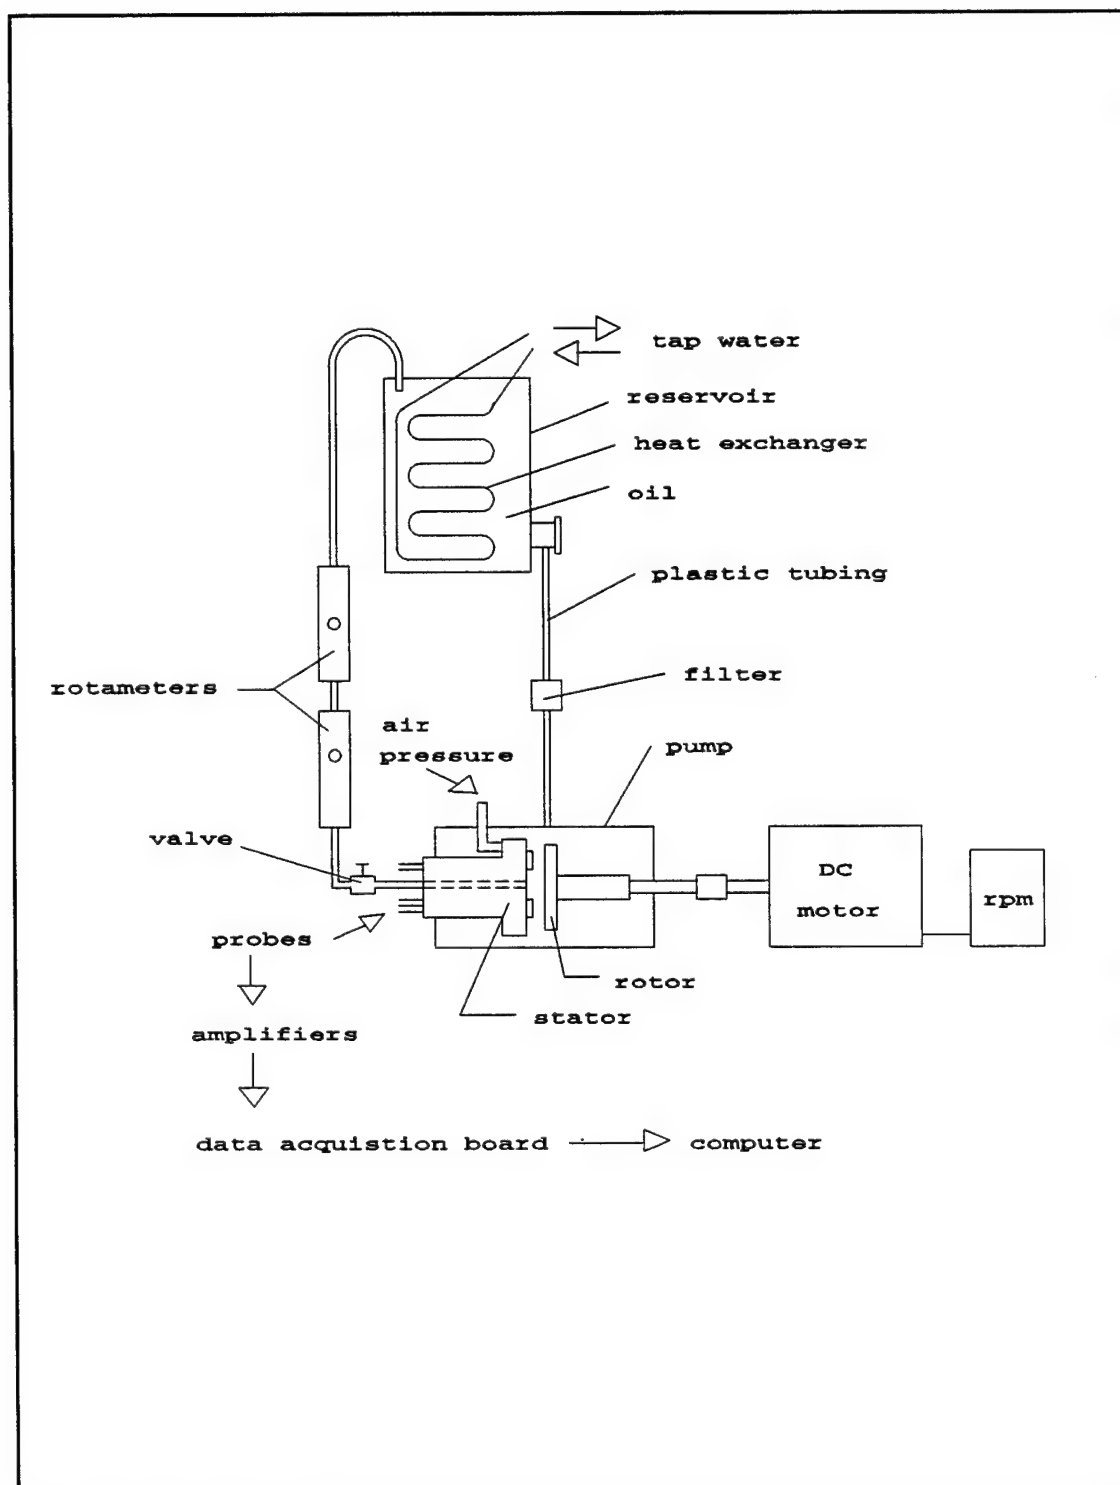 tap water
reservoir
heat exchanger
oil
plastic tubing
filter
rotameters
air
pressure
pump
valve
DC
motor
rpm
probes
rotor
stator
amplifiers
data acquistion board
computer